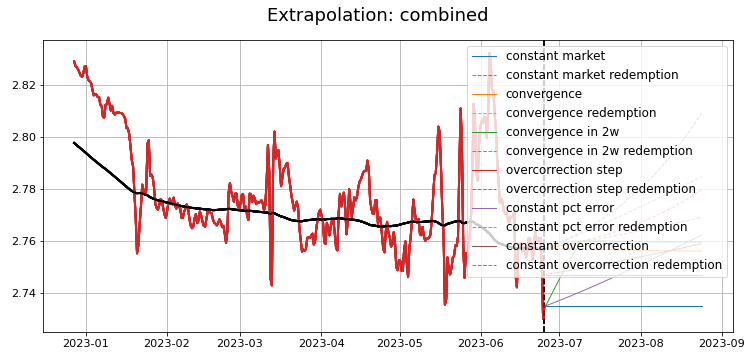 Extrapolation: combined
2.82
2.80
2.78
2.76
2.74
constant market
constant market redemption
convergence
convergence redemption
convergence in 2w
convergence in 2w redemption
overcorrection step
overcorrection step redemption
constant pct error
constant pct error redemption
constant overcorrection
constant overcorrection redemption
2023-01 2023-02 2023-03 2023-04 2023-05 2023-06 2023-07 2023-08 2023-09